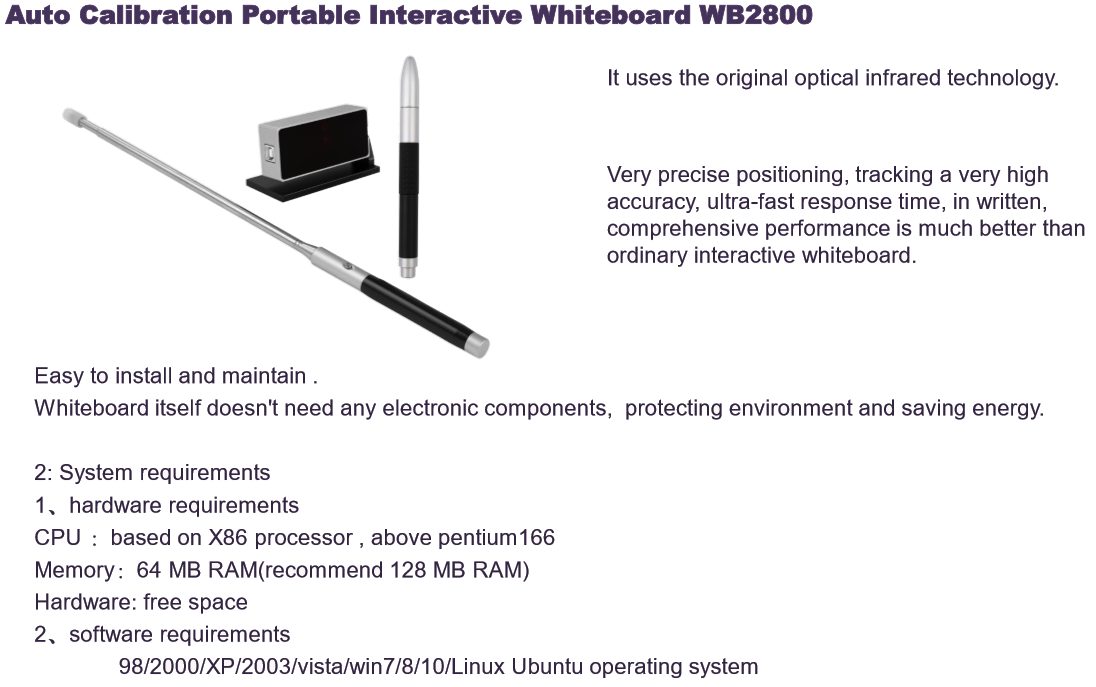 Auto Calibration Portable Interactive Whiteboard WB2800
It uses the original optical infrared technology.
Very precise positioning, tracking a very high
accuracy, ultra-fast response time, in written,
comprehensive performance is much better than
ordinary interactive whiteboard.
Easy to install and maintain .
Whiteboard itself doesn't need any electronic components,  protecting environment and saving energy.
2: System requirements
1、hardware requirements
CPU ： based on X86 processor , above pentium166
Memory：64 MB RAM(recommend 128 MB RAM)
Hardware: free space
2、software requirements
98/2000/XP/2003/vista/win7/8/10/Linux Ubuntu operating system